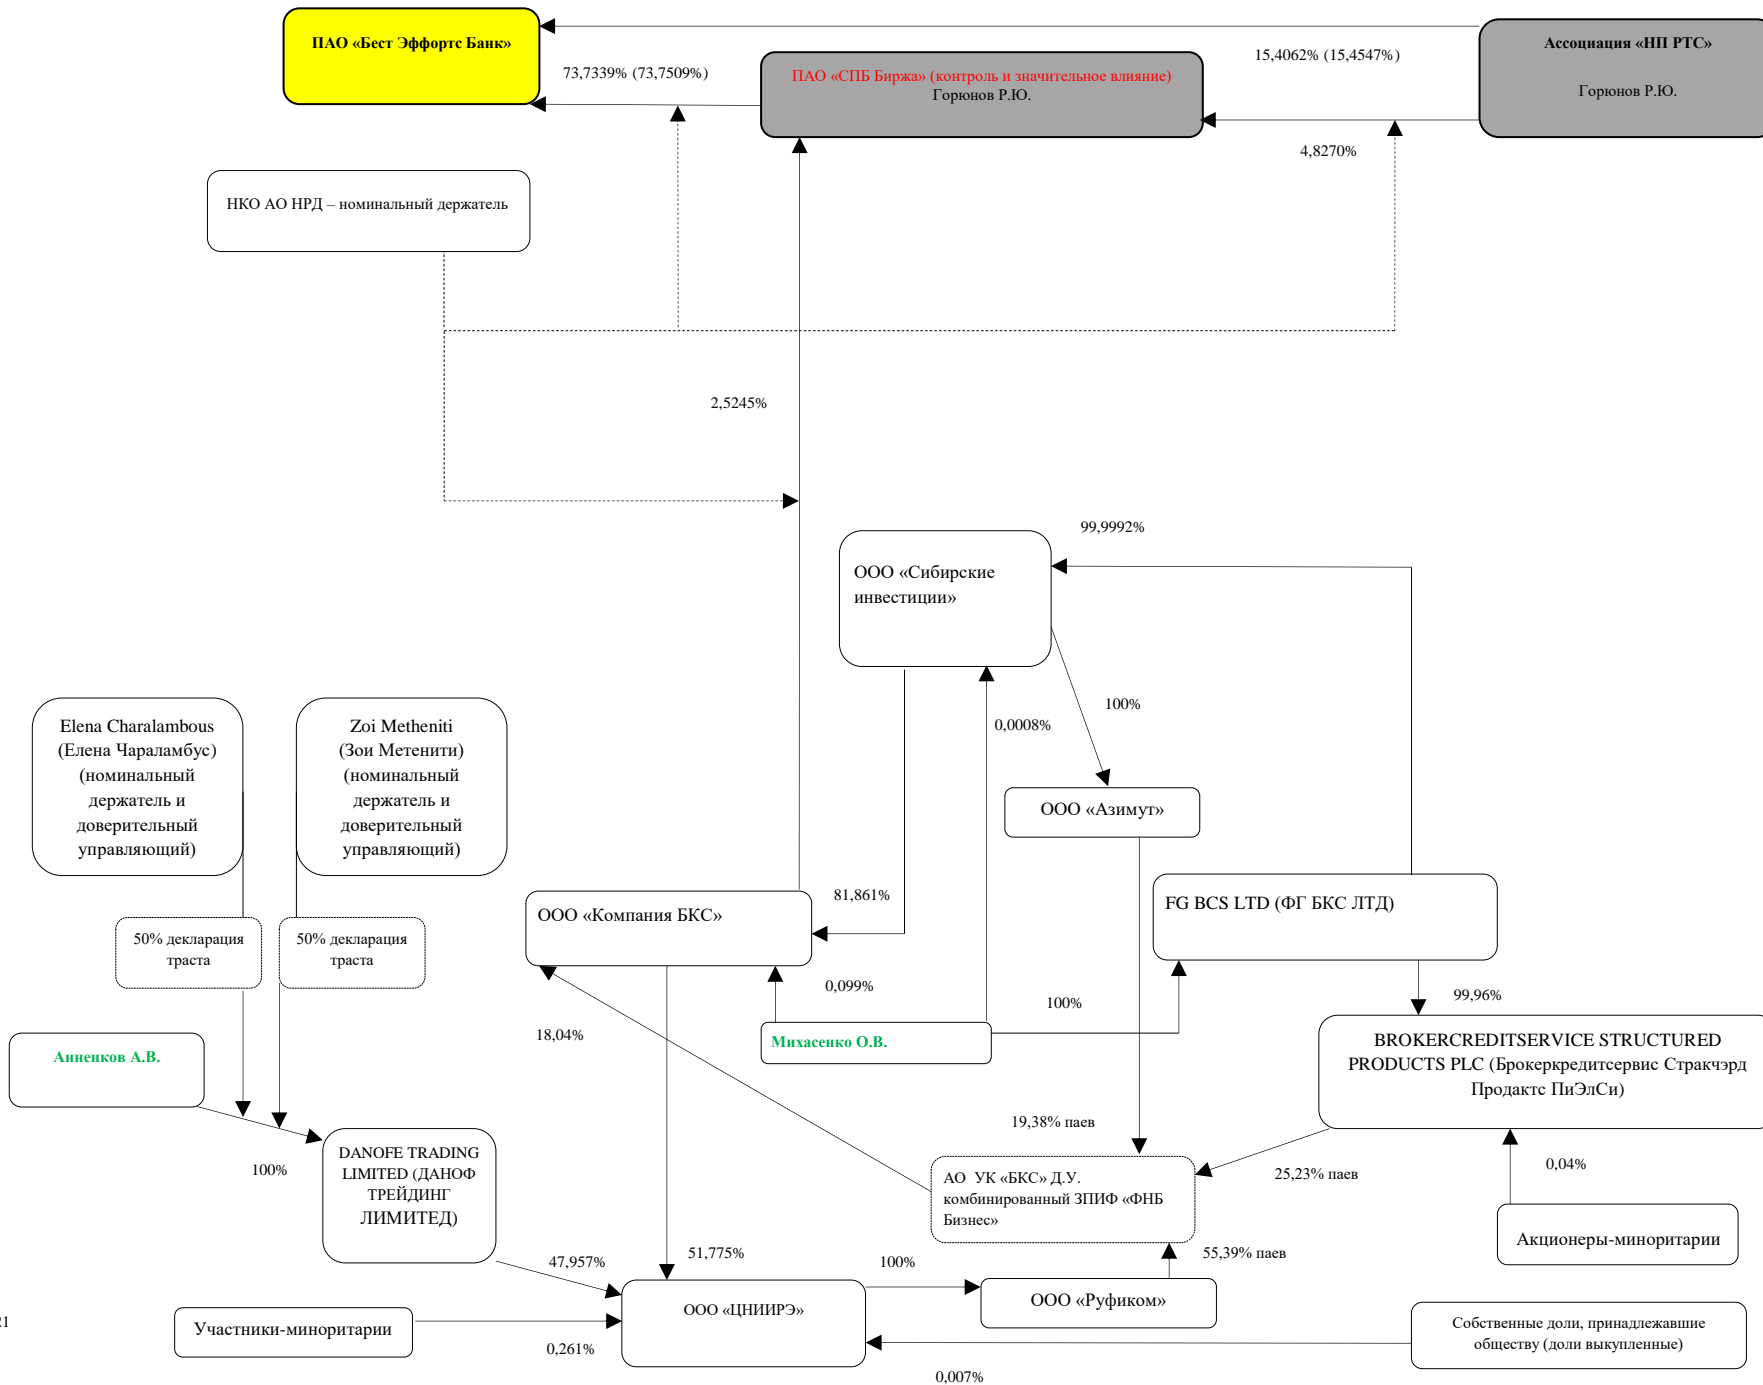 ПАО «Бест Эффортс Банк»
73,7339% (73,7509%)
ПАО «СПБ Биржа» (контроль и значительное влияние)
Горюнов Р.Ю.
15,4062% (15,4547%)
Ассоциация «НП РТС»
Горюнов Р.Ю.
4,8270%
НКО АО НРД – номинальный держатель
2,5245%
99,9992%
ООО «Сибирские
инвестиции»
100%
0,0008%
Elena Charalambous
(Елена Чараламбус)
(номинальный
держатель и
доверительный
управляющий)
Zoi Metheniti
(Зои Метенити)
(номинальный
держатель и
доверительный
управляющий)
ООО «Азимут»
81,861%
ООО «Компания БКС»
FG BCS LTD (ФГ БКС ЛТД)
50% декларация
траста
50% декларация
траста
0,099%
100%
99,96%
18,04%
Михасенко О.В.
Анненков А.В.
BROKERCREDITSERVICE STRUCTURED
PRODUCTS PLC (Брокеркредитсервис Стракчэрд
Продактс ПиЭлСи)
19,38% паев
100%
DANOFE TRADING
LIMITED (ДАНОФ
ТРЕЙДИНГ
ЛИМИТЕД)
АО  УК «БКС» Д.У.
комбинированный ЗПИФ «ФНБ
Бизнес»
25,23% паев
0,04%
Акционеры-миноритарии
47,957%
51,775%
100%
55,39% паев
ООО «ЦНИИРЭ»
ООО «Руфиком»
21
Участники-миноритарии
0,261%
Собственные доли, принадлежавшие
обществу (доли выкупленные)
0,007%